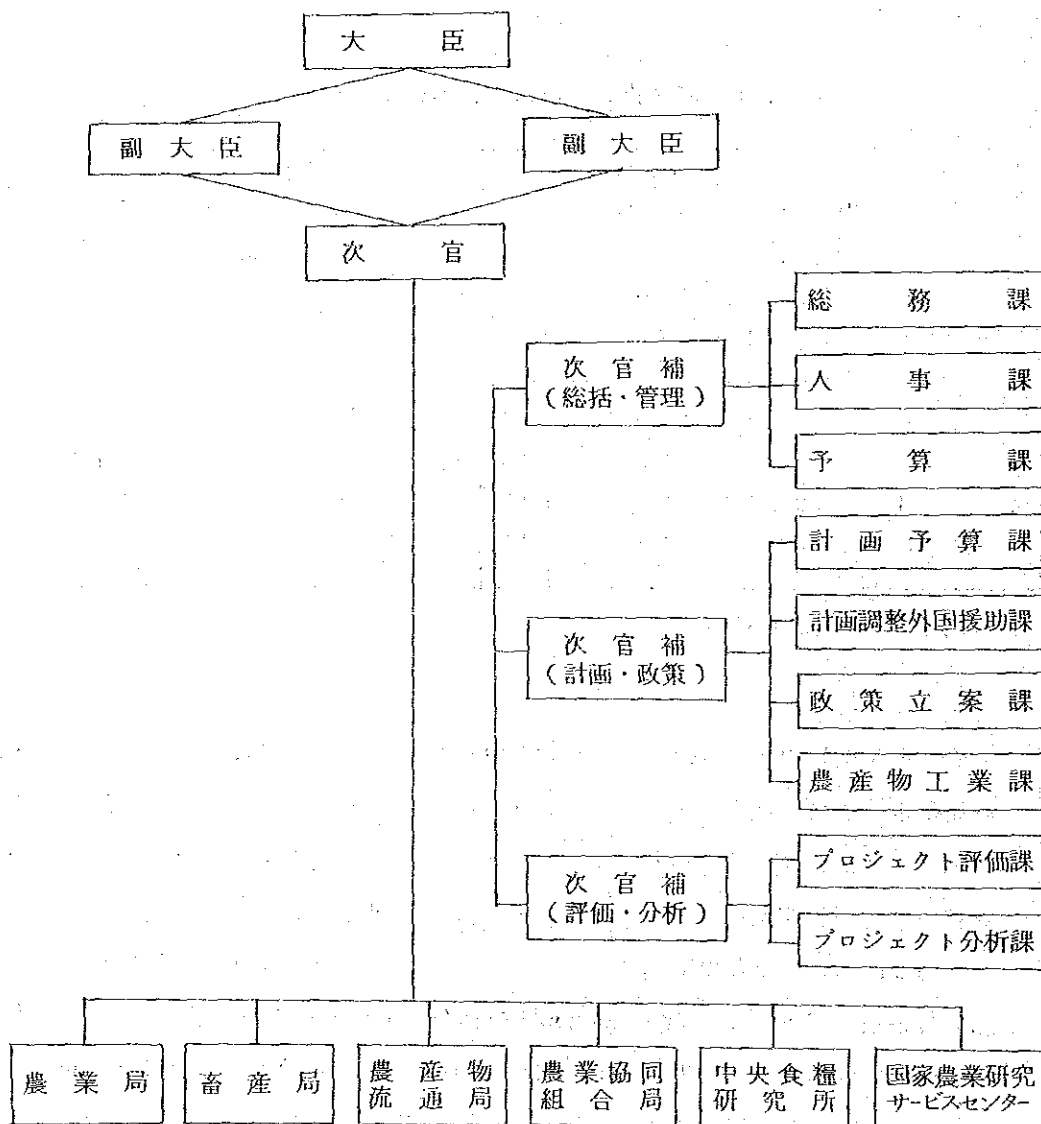 大臣
副大臣
副大臣
次官
次官補
(総括・管理)
総務課
人事課
予算課
次官補
(計画・政策)
計画予算課
計画調整外国援助課
政策立案課
農産物工業課
次官補
(評価・分析)
プロジェクト評価課
プロジェクト分析課
農業局
畜産局
農産物
流通局
農業協同
組合局
中央食糧
研究所
国家農業研究
サービスセンター